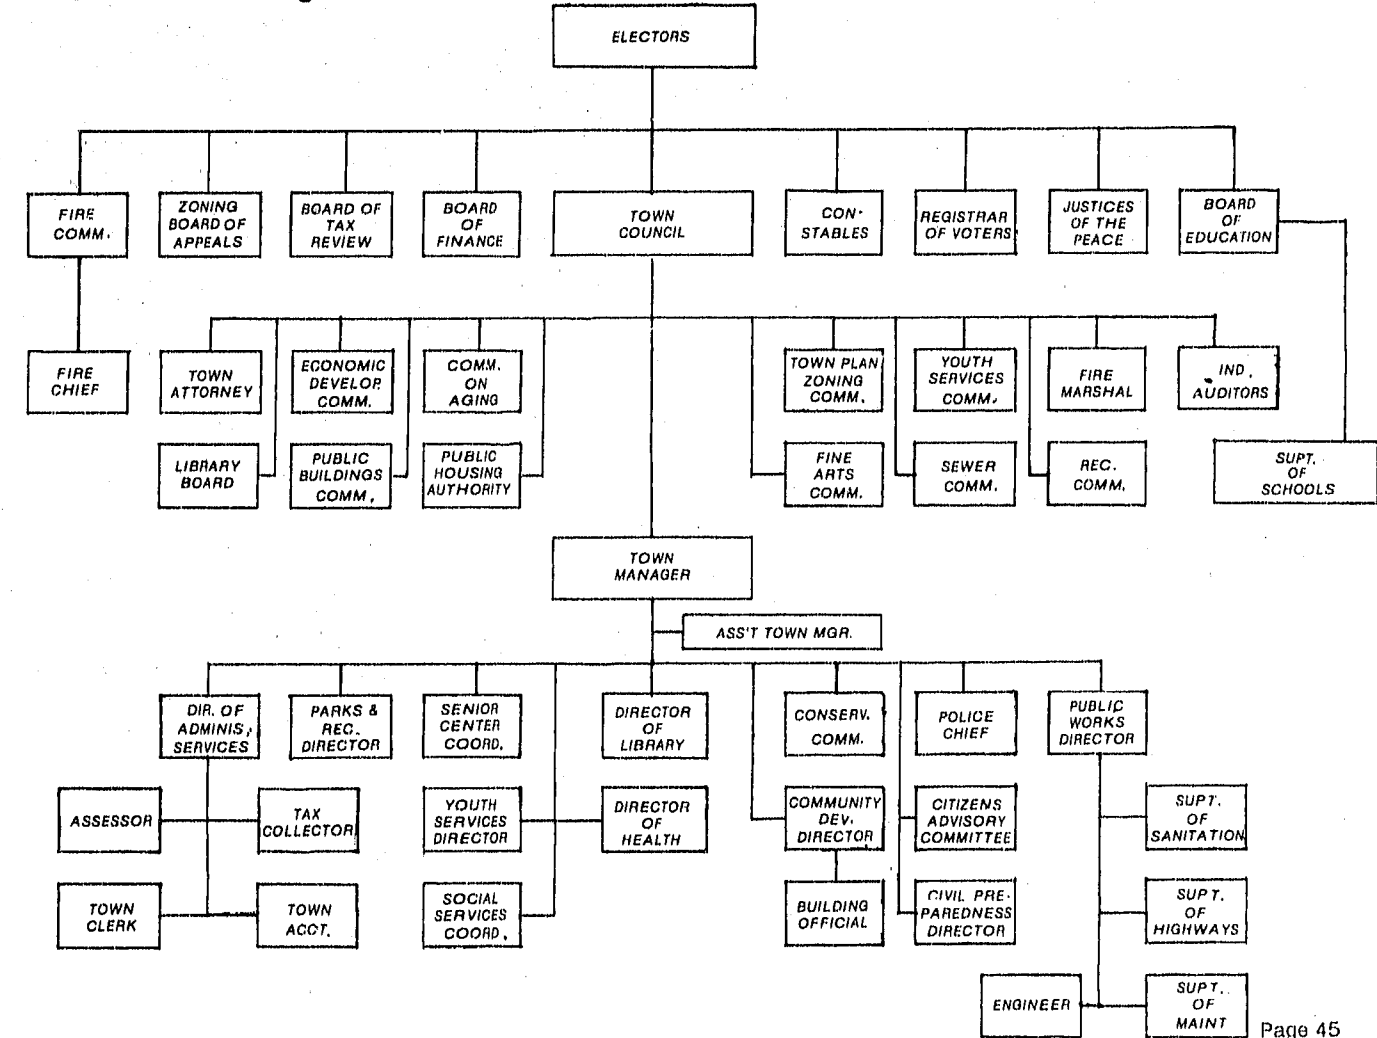 ELECTORS
FIRE
COMM.
ZONING
BOARD OF
APPEALS
BOARD OF
TAX
REVIEW
BOARD
OF
FINANCE
TOWN
COUNCIL
CON-
STABLES
REGISTRAR
OF VOTERS
JUSTICES
OF THE
PEACE
BOARD
OF
EDUCATION
FIRE
CHIEF
TOWN
ATTORNEY
ECONOMIC
DEVELOP.
COMM.
COMM.
ON
AGING
TOWN PLAN
ZONING
COMM.
YOUTH
SERVICES
COMM.
FIRE
MARSHAL
IND.
AUDITORS
LIBRARY
BOARD
PUBLIC
BUILDINGS
COMM.
PUBLIC
HOUSING
AUTHORITY
FINE
ARTS
COMM.
SEWER
COMM.
REC.
COMM.
SUPT.
OF
SCHOOLS
TOWN
MANAGER
ASS'T TOWN MGR.
DIR. OF
ADMINIS.
SERVICES
PARKS &
REC.
DIRECTOR
SENIOR
CENTER
COORD.
DIRECTOR
OF
LIBRARY
CONSERV.
COMM.
POLICE
CHIEF
PUBLIC
WORKS
DIRECTOR
ASSESSOR
TAX
COLLECTOR
YOUTH
SERVICES
DIRECTOR
DIRECTOR
OF
HEALTH
COMMUNITY
DEV.
DIRECTOR
CITIZENS
ADVISORY
COMMITTEE
SUPT.
OF
SANITATION
TOWN
CLERK
TOWN
ACCT.
SOCIAL
SERVICES
COORD.
BUILDING
OFFICIAL
CIVIL PRE-
PAREDNESS
DIRECTOR
SUPT.
OF
HIGHWAYS
ENGINEER
SUPT.
OF
MAINT
Page 45